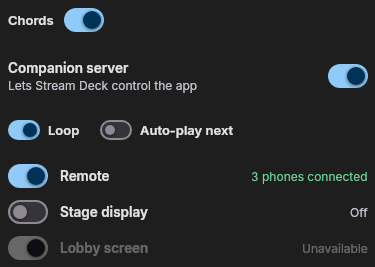 Chords
Companion server
Lets Stream Deck control the app
Loop Auto-play next
Remote 3 phones connected
Stage display Off
Lobby screen Unavailable